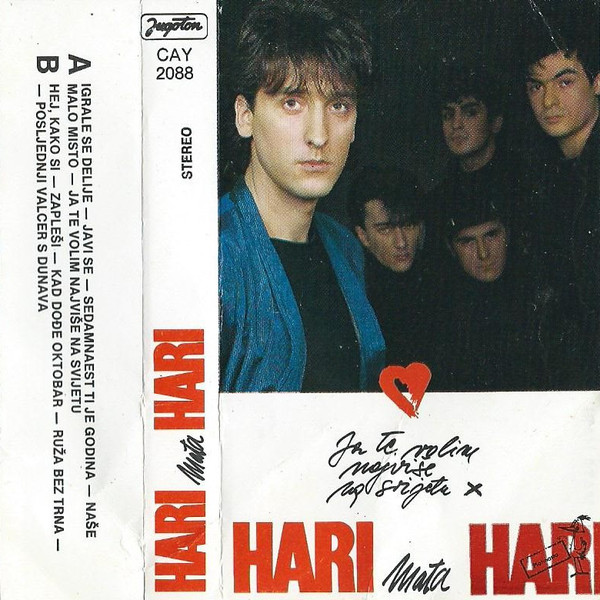 A
IGRALE SE DELIJE — JAVI SE — SEDAMNAEST TI JE GODINA — NAŠE
MALO MISTO — JA TE VOLIM NAJVIŠE NA SVIJETU
B
HEJ, KAKO SI — ZAPLEŠI — KAD DOĐE OKTOBAR — RUŽA BEZ TRNA —
— POSLJEDNJI VALCER S DUNAVA
Jugoton
CAY
2088
STEREO
HARI Mata HARI
Ja te volim
najviše
na svijetu x
HARI Mata HARI